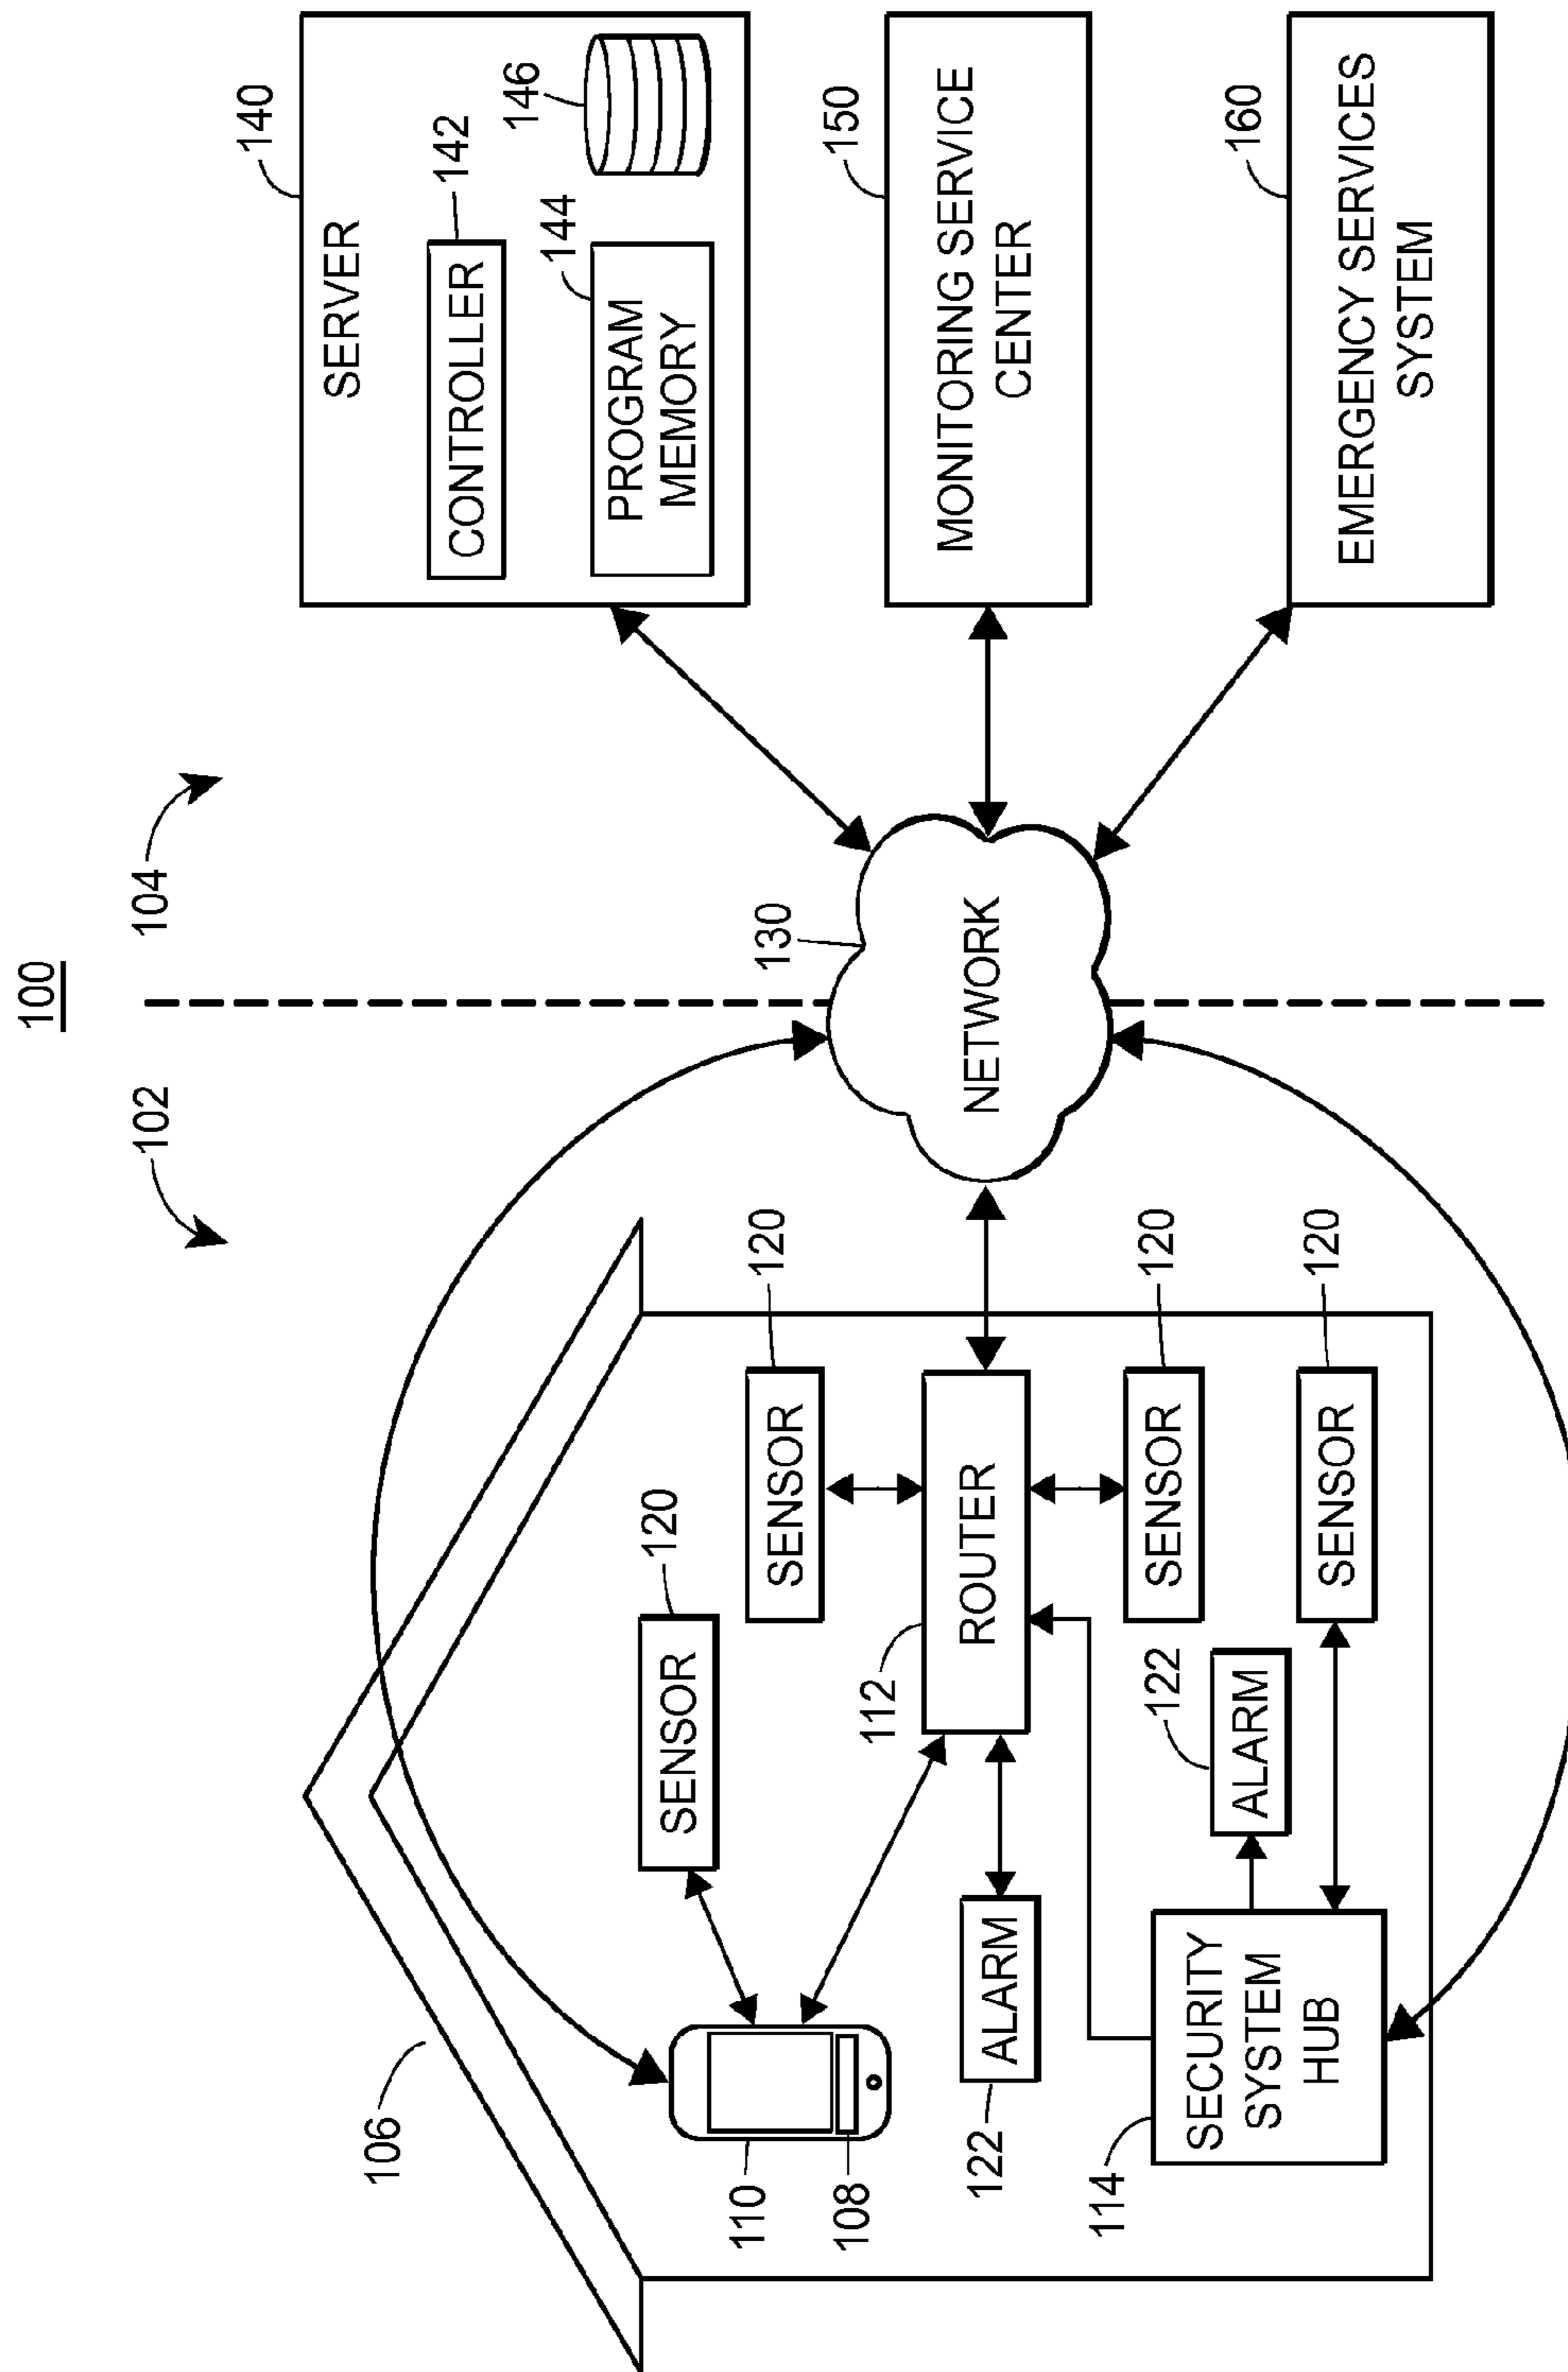 100
102
104
106
110
108
SENSOR
120
SENSOR
120
112
ROUTER
122
ALARM
SENSOR
120
114
SECURITY
SYSTEM
HUB
122
ALARM
SENSOR
120
130
NETWORK
140
SERVER
142
CONTROLLER
144
PROGRAM
MEMORY
146
150
MONITORING SERVICE
CENTER
160
EMERGENCY SERVICES
SYSTEM